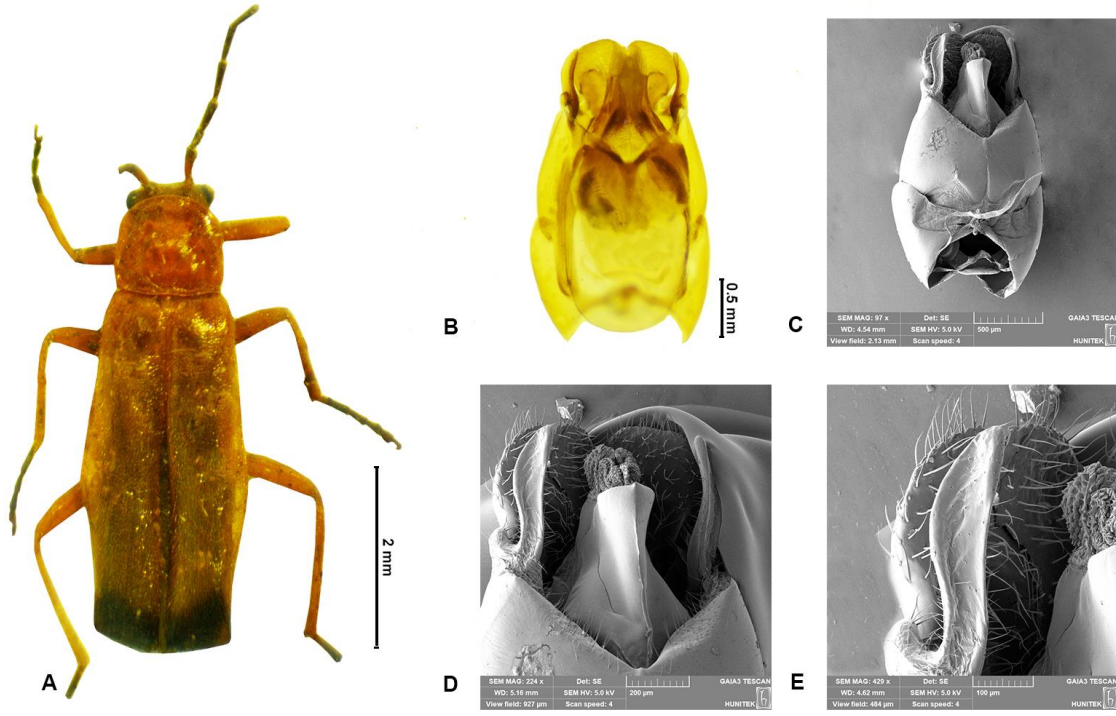 A
2 mm
B
0.5 mm
C
SEM MAG: 97 x Det: SE GAIA3 TESCAN
WD: 4.54 mm SEM HV: 5.0 kV 500 µm
View field: 2.13 mm Scan speed: 4 HUNITEK
D
SEM MAG: 224 x Det: SE GAIA3 TESCAN
WD: 5.16 mm SEM HV: 5.0 kV 200 µm
View field: 927 µm Scan speed: 4 HUNITEK
E
SEM MAG: 429 x Det: SE GAIA3 TESCAN
WD: 4.62 mm SEM HV: 5.0 kV 100 µm
View field: 484 µm Scan speed: 4 HUNITEK